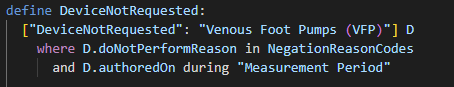 define DeviceNotRequested:
["DeviceNotRequested": "Venous Foot Pumps (VFP)"] D
where D.doNotPerformReason in NegationReasonCodes
and D.authoredOn during "Measurement Period"